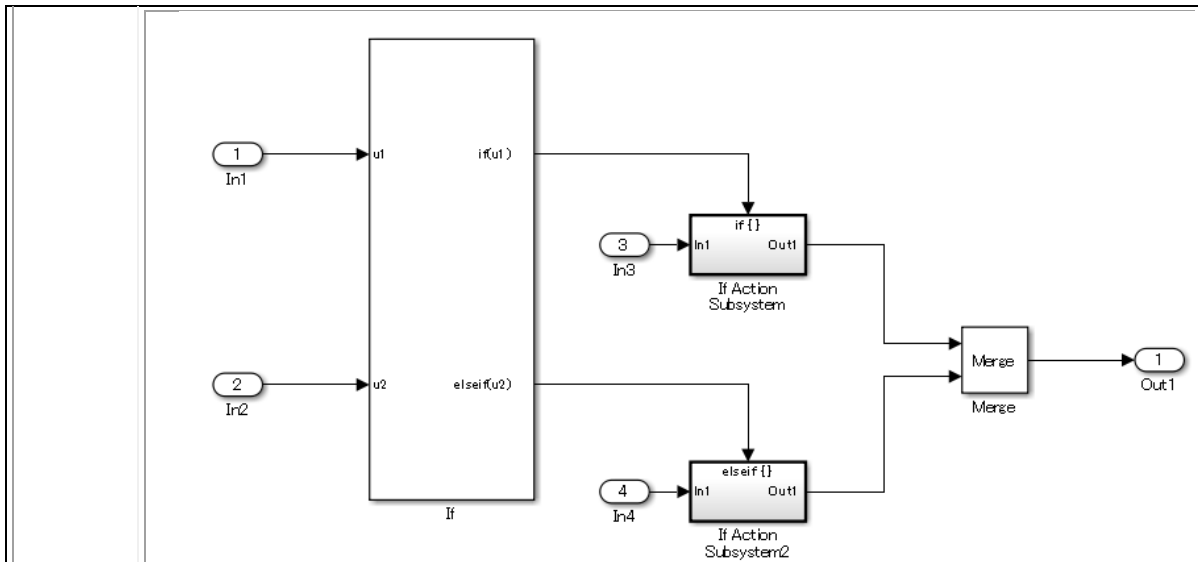 1
In1
u1
if(u1)
if { }
3
In1
Out1
In3
If Action
Subsystem
2
In2
u2
elseif(u2)
Merge
Merge
1
Out1
If
elseif { }
4
In1
Out1
In4
If Action
Subsystem2